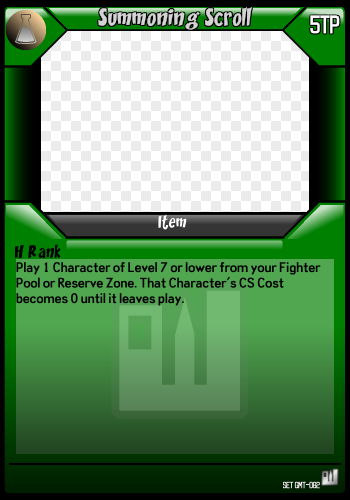 Summoning Scroll
5TP
Item
H Rank
Play 1 Character of Level 7 or lower from your Fighter
Pool or Reserve Zone. That Character's CS Cost
becomes 0 until it leaves play.
SET GMT-062